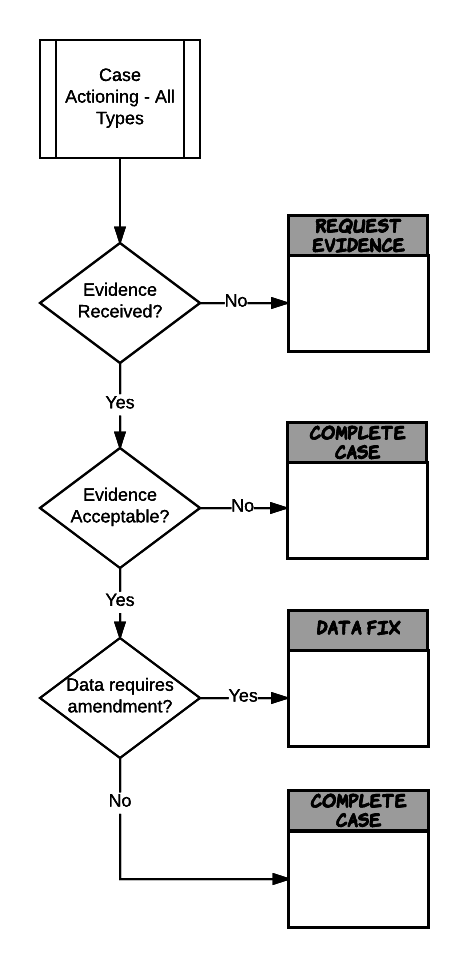 Case
Actioning - All
Types
REQUEST
EVIDENCE
Evidence
Received?
No
Yes
COMPLETE
CASE
Evidence
Acceptable?
No
Yes
DATA FIX
Data requires
amendment?
Yes
No
COMPLETE
CASE